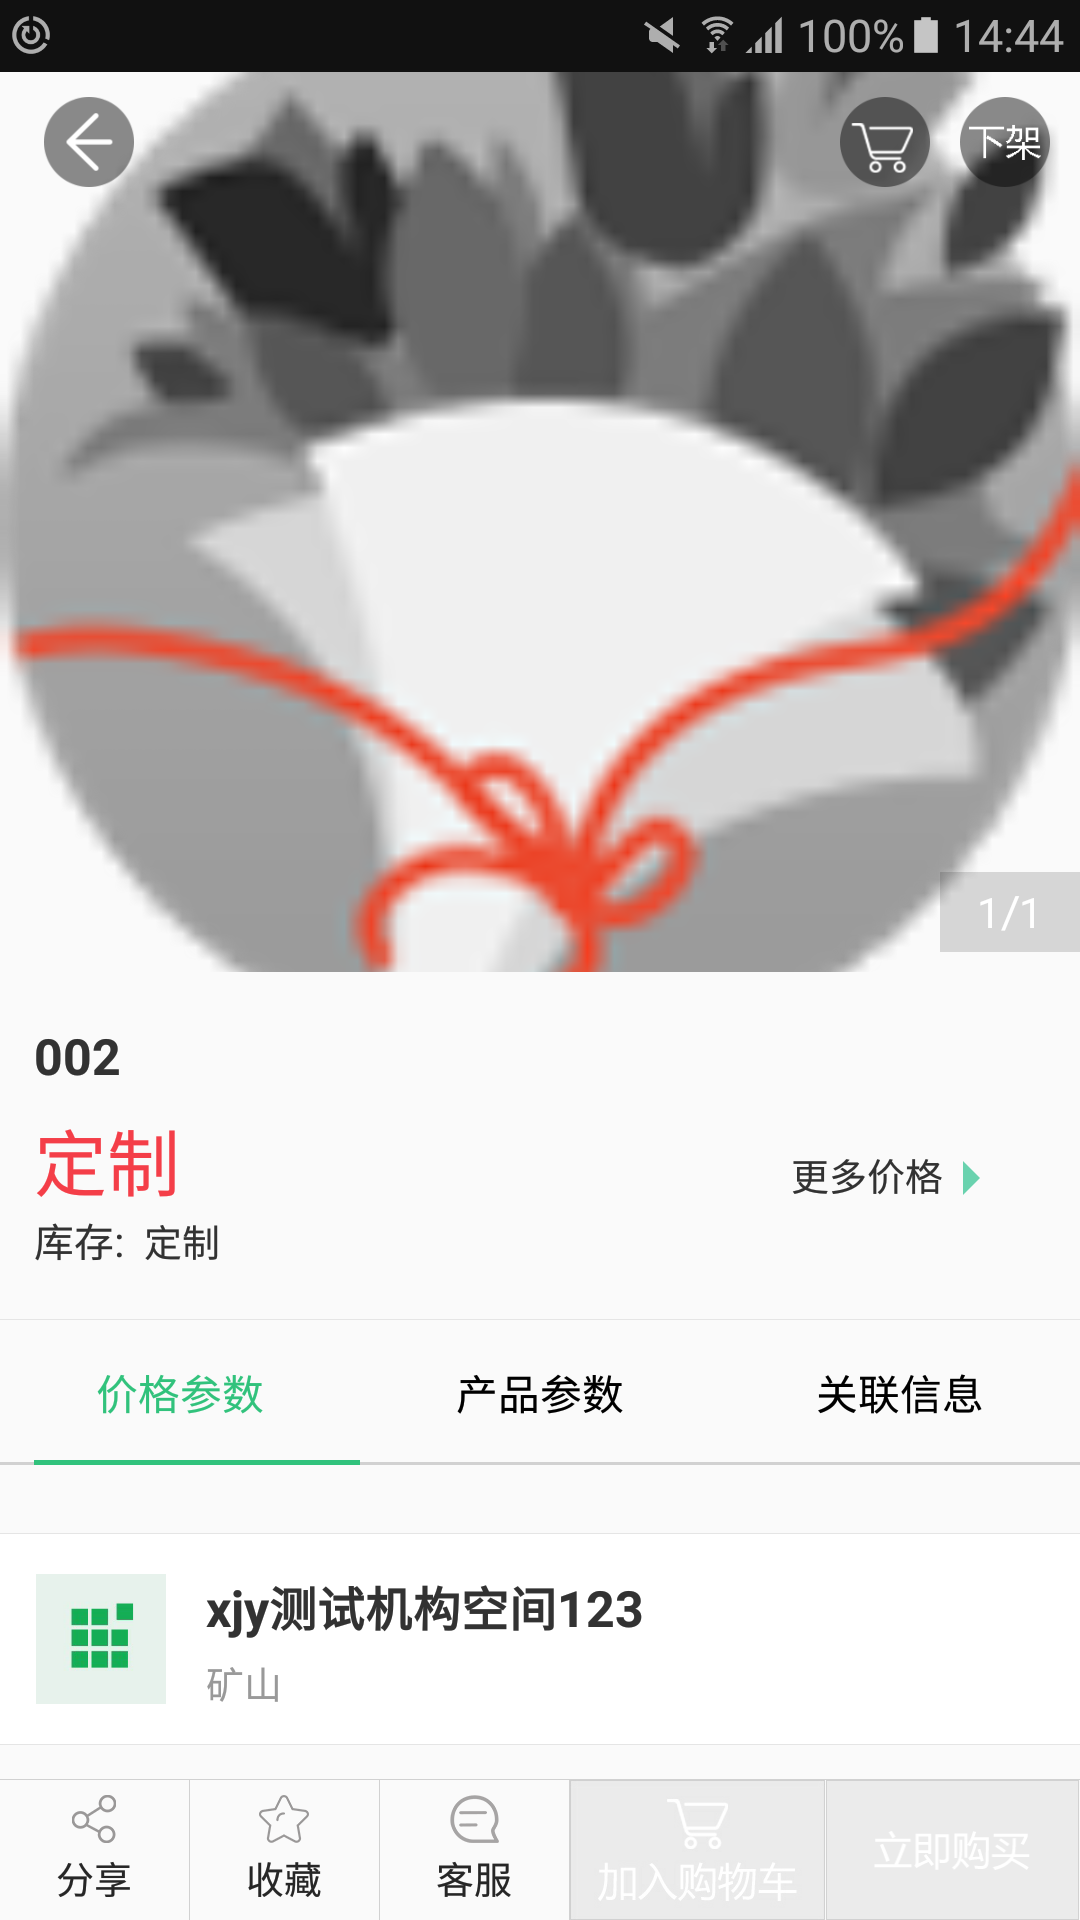 100% 14:44
下架
1/1
002
定制
更多价格
库存: 定制
价格参数 产品参数 关联信息
xjy测试机构空间123
矿山
分享 收藏 客服 加入购物车 立即购买